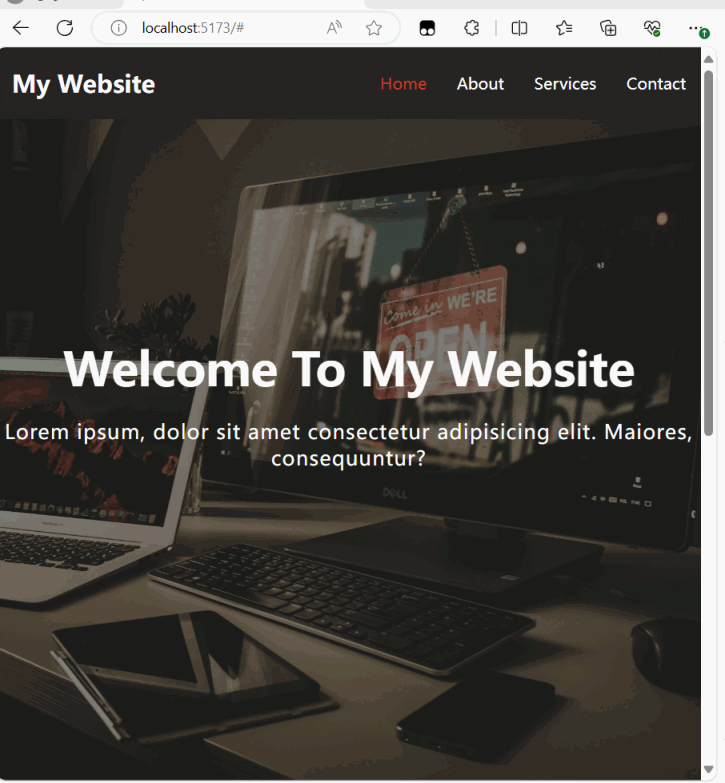 localhost:5173/#
My Website
Home About Services Contact
Come in WE'RE
OPEN
Welcome To My Website
Lorem ipsum, dolor sit amet consectetur adipisicing elit. Maiores,
consequuntur?
DELL